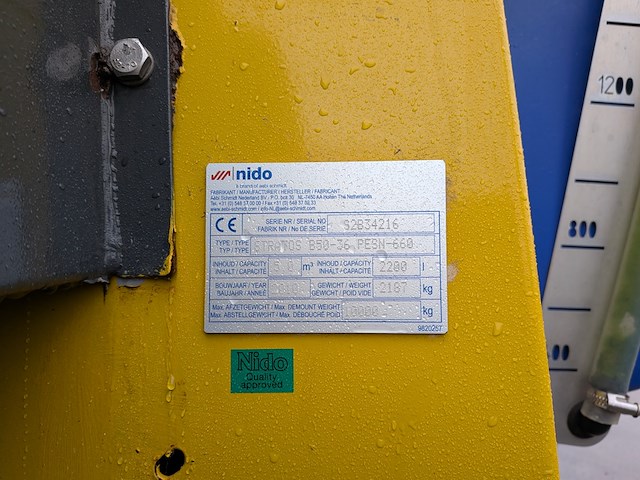 nido
a brand of aebi schmidt
FABRIKANT / MANUFACTURER / HERSTELLER / FABRICANT
Aebi Schmidt Nederland BV - P.O. box 30 NL-7450 AA Holten The Netherlands
CE
SERIE.NR / SERIAL NO
FABRIK NR / No DE.SERIE
S2B34216
TYPE / TYPE
TYP / TYPE
STRATOS B50-36 PESN-660
INHOUD / CAPACITY
INHALT / CAPACITE
m³
INHOUD / CAPACITY
INHALT / CAPACITE
2200 l
BOUWJAAR / YEAR
BAUJAHR / ANNÉE
GEWICHT / WEIGHT
GEWICHT / POID VIDE
2187 kg
Max. AFZETGEWICHT / Max. DEMOUNT WEIGHT
Max. ABSTELLGEWICHT / Max. DÉBOUCHÉ POID
kg
9820257
Nido
Quality
approved
1200
800